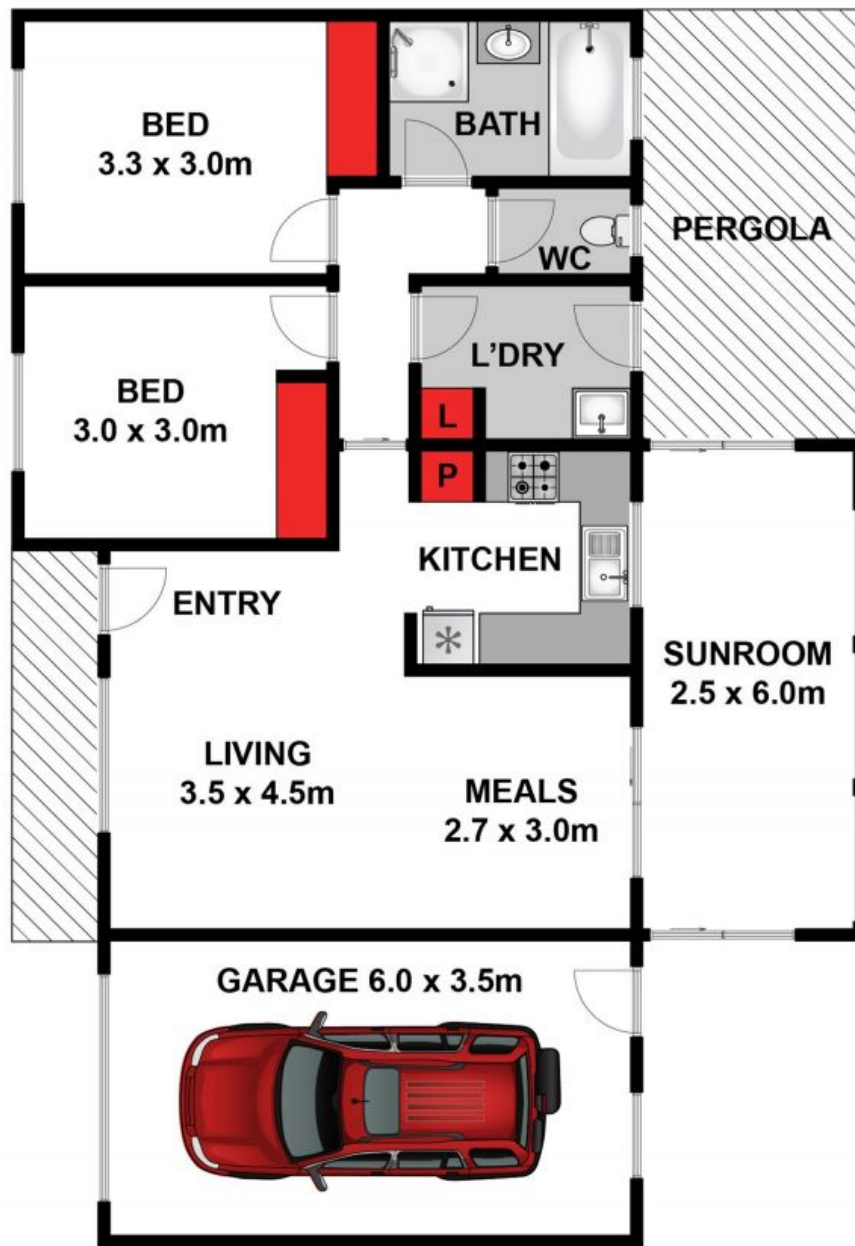 BED
3.3 x 3.0m
BATH
WC
PERGOLA
L'DRY
BED
3.0 x 3.0m
L
P
KITCHEN
ENTRY
SUNROOM
2.5 x 6.0m
LIVING
3.5 x 4.5m
MEALS
2.7 x 3.0m
GARAGE 6.0 x 3.5m